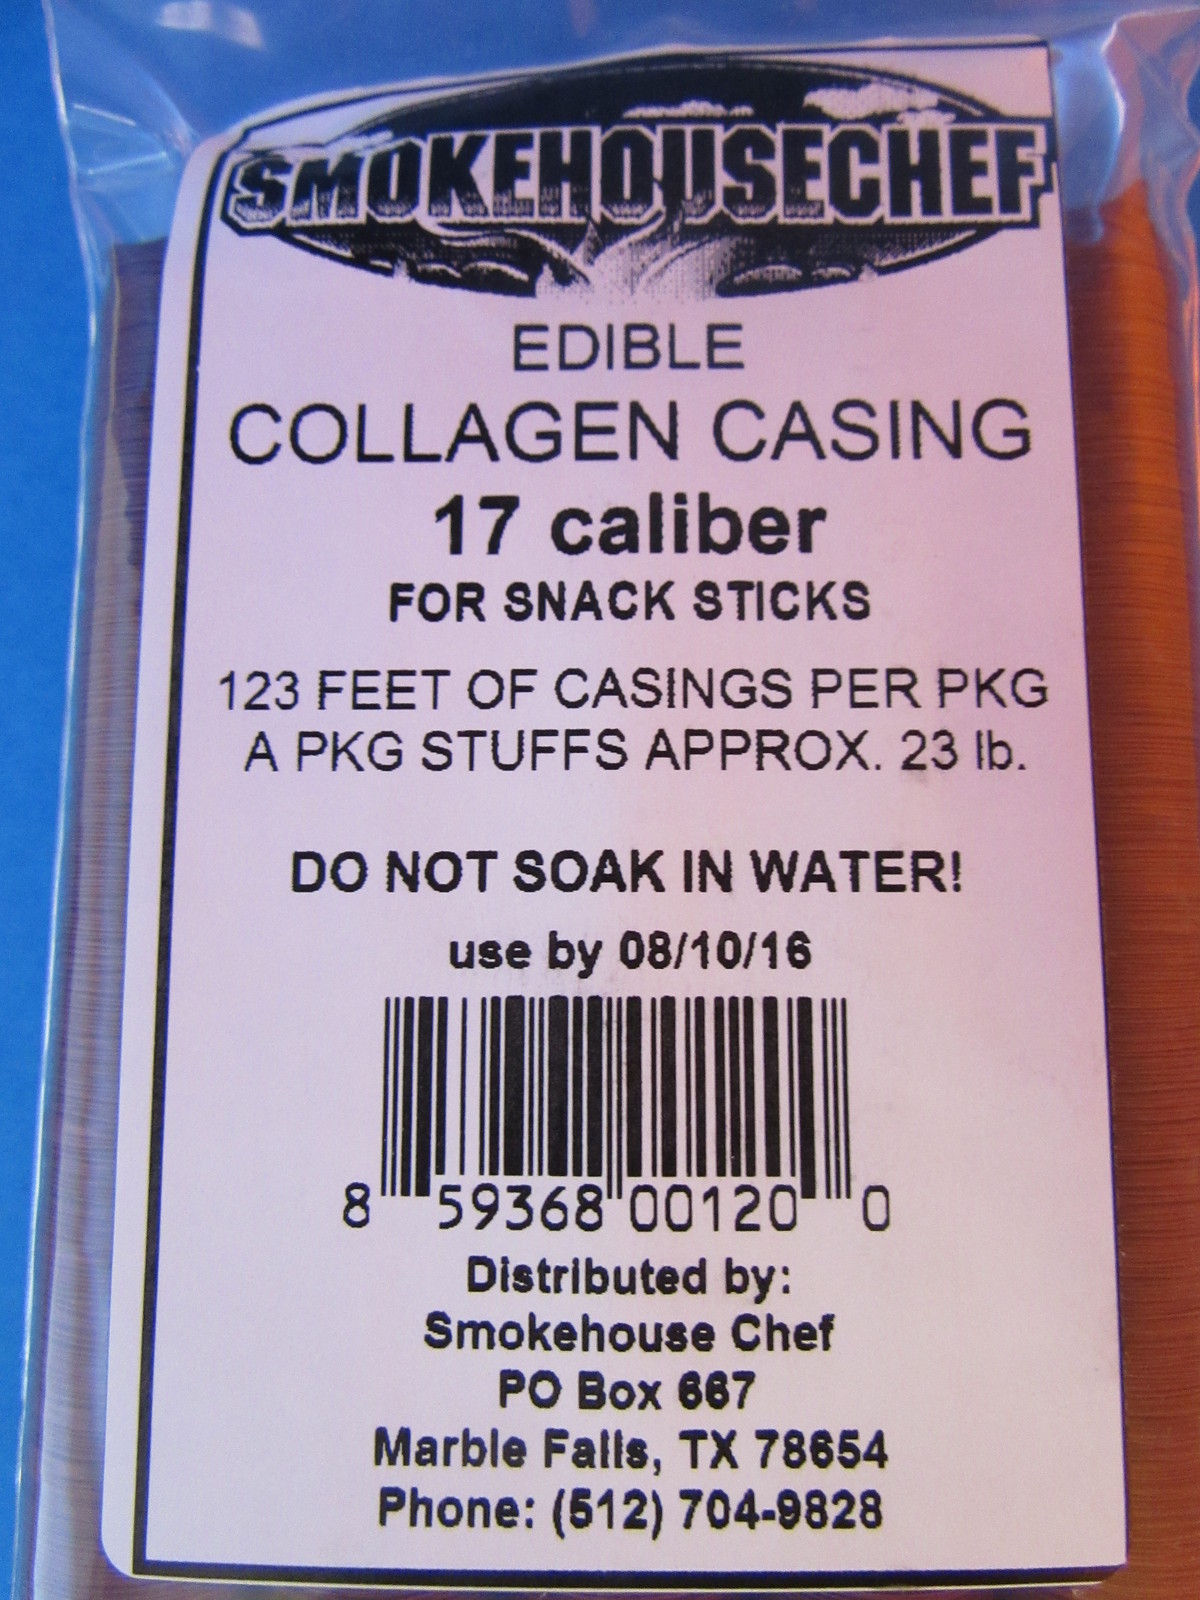 SMOKEHOUSECHEF
EDIBLE
COLLAGEN CASING
17 caliber
FOR SNACK STICKS
123 FEET OF CASINGS PER PKG
A PKG STUFFS APPROX. 23 lb.
DO NOT SOAK IN WATER!
use by 08/10/16
8 59368 00120 0
Distributed by:
Smokehouse Chef
PO Box 667
Marble Falls, TX 78654
Phone: (512) 704-9828